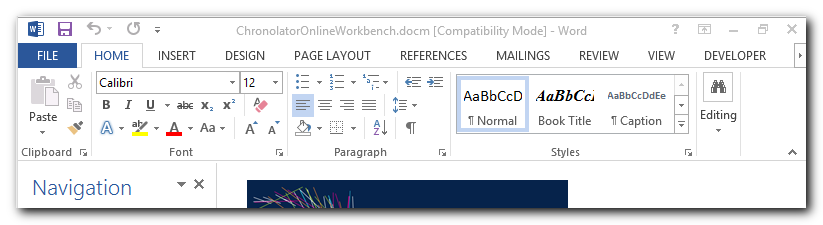 ChronolatorOnlineWorkbench.docm [Compatibility Mode] - Word
FILE HOME INSERT DESIGN PAGE LAYOUT REFERENCES MAILINGS REVIEW VIEW DEVELOPER
Calibri 12
AaBbCcD AaBbCcI AaBbCcDdEe
B I U abc x₂ x²
Paste
¶ Normal Book Title ¶ Caption
Editing
A ab A Aa A A
A Z ¶
Clipboard Font Paragraph Styles
Navigation